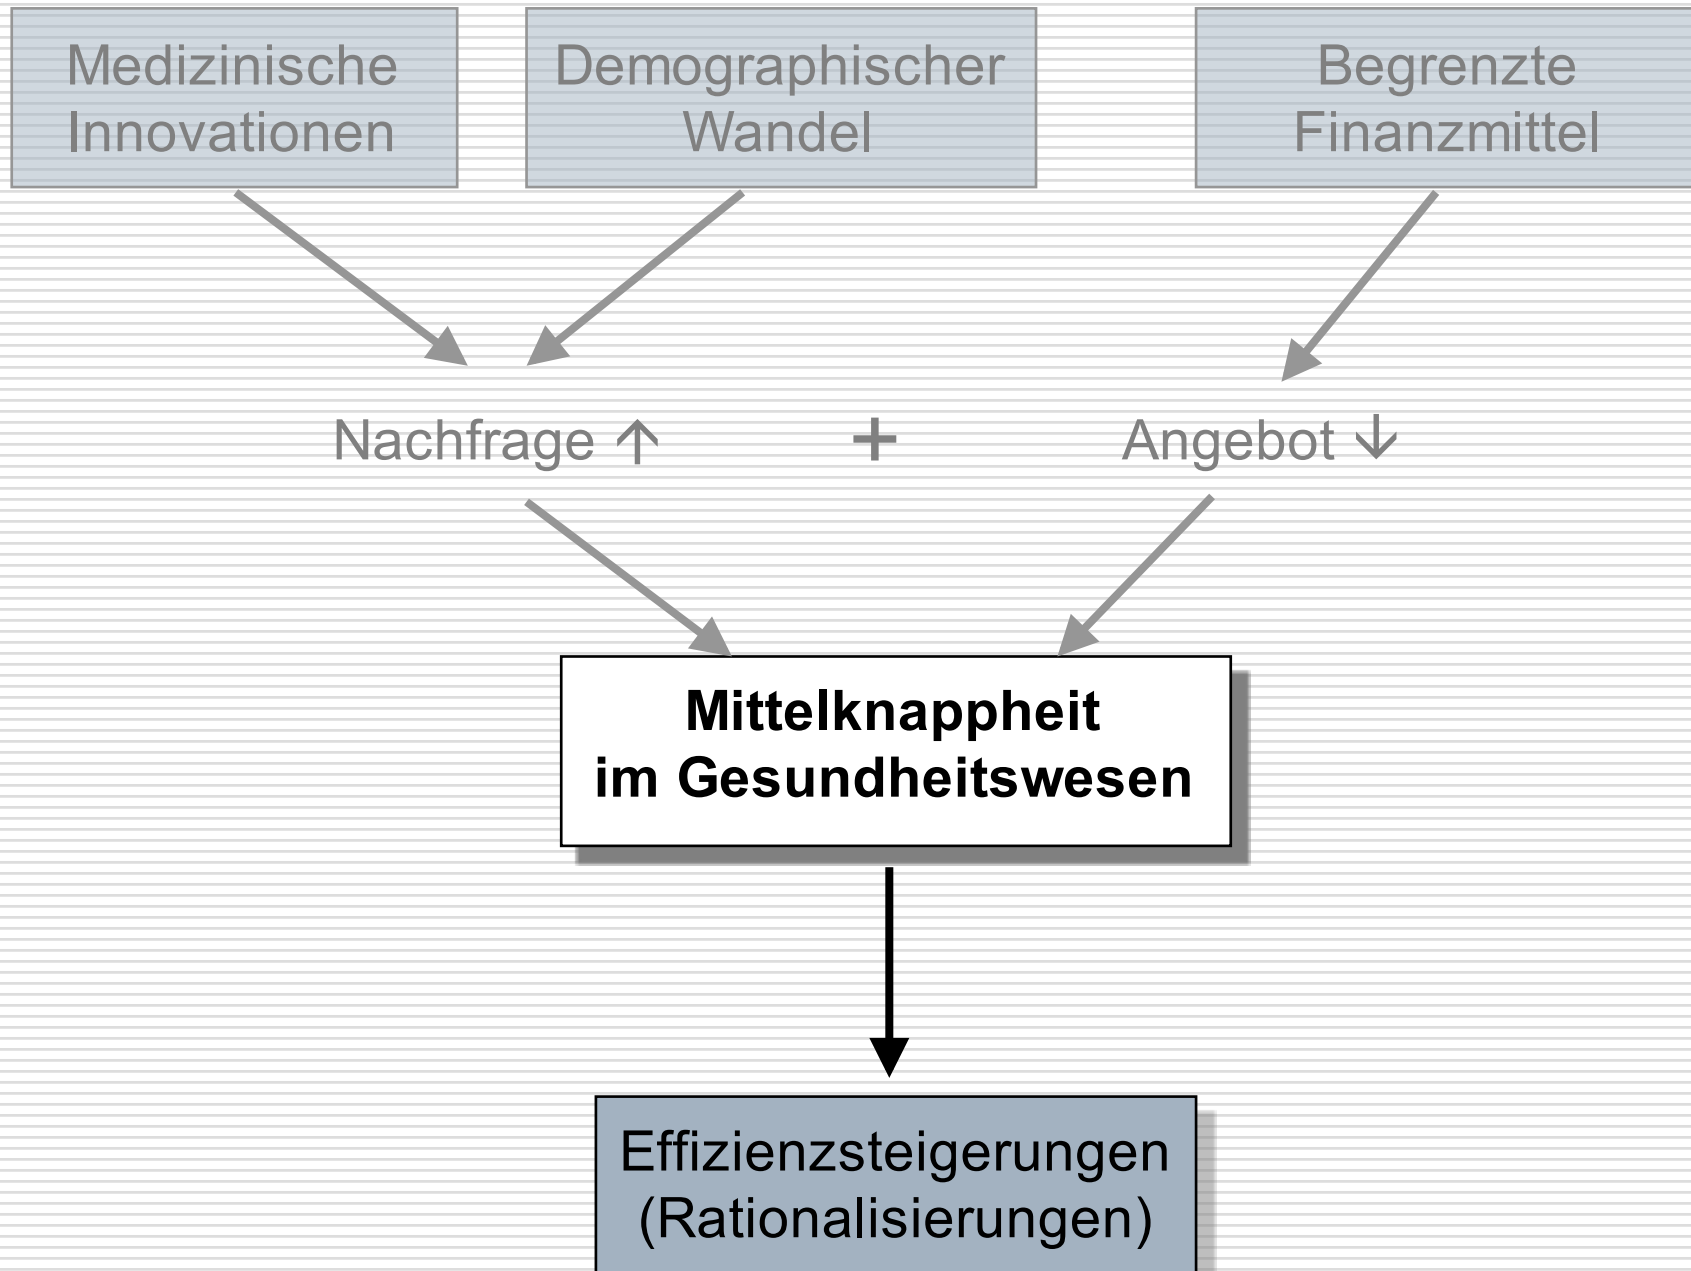 Medizinische
Innovationen
Demographischer
Wandel
Begrenzte
Finanzmittel
Nachfrage ↑
+
Angebot ↓
Mittelknappheit
im Gesundheitswesen
Effizienzsteigerungen
(Rationalisierungen)